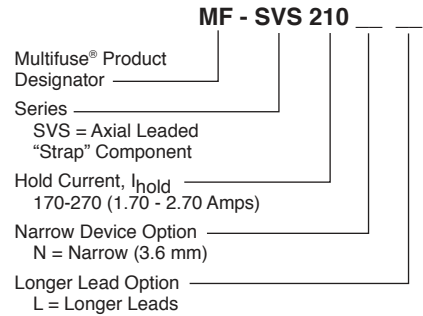 MF - SVS 210 __ __
Multifuse® Product
Designator
Series
SVS = Axial Leaded
“Strap” Component
Hold Current, Ihold
170-270 (1.70 - 2.70 Amps)
Narrow Device Option
N = Narrow (3.6 mm)
Longer Lead Option
L = Longer Leads